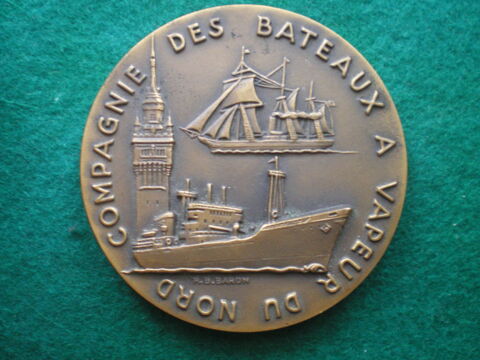 COMPAGNIE DES BATEAUX A VAPEUR DU NORD